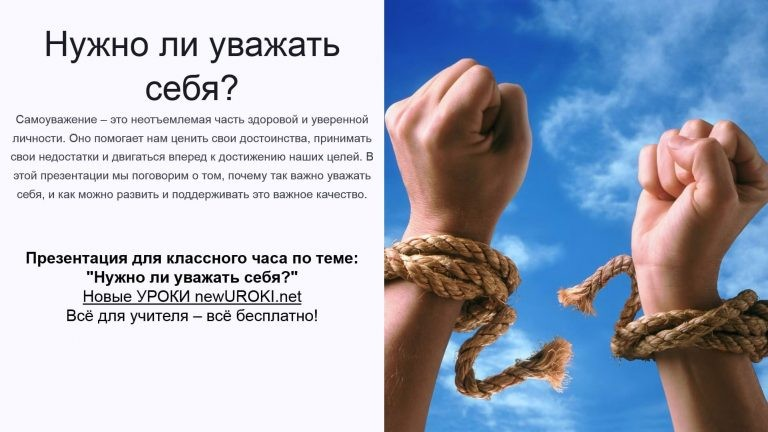 Нужно ли уважать
себя?
Самоуважение – это неотъемлемая часть здоровой и уверенной
личности. Оно помогает нам ценить свои достоинства, принимать
свои недостатки и двигаться вперед к достижению наших целей. В
этой презентации мы поговорим о том, почему так важно уважать
себя, и как можно развить и поддерживать это важное качество.
Презентация для классного часа по теме:
"Нужно ли уважать себя?"
Новые УРОКИ newUROKI.net
Всё для учителя – всё бесплатно!